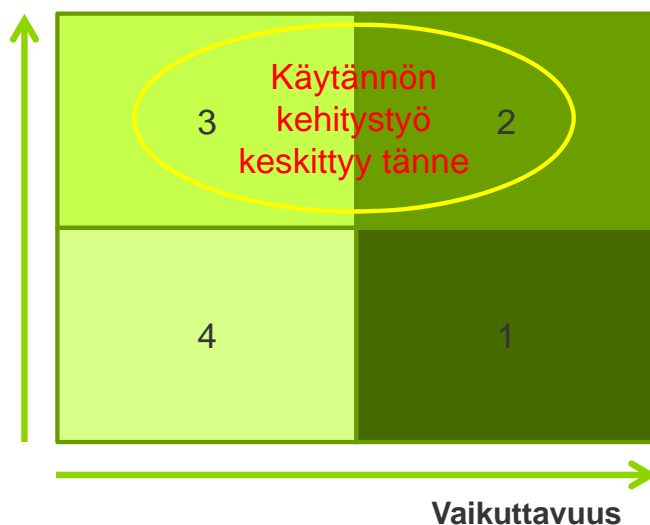 Käytännön
kehitystyö
keskittyy tänne
3
2
4
1
Vaikuttavuus